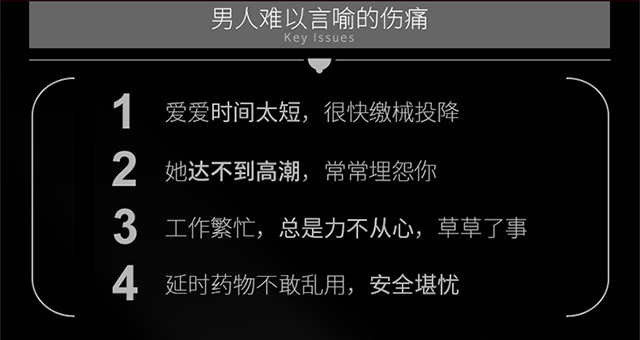 男人难以言喻的伤痛
Key Issues
1 爱爱时间太短，很快缴械投降
2 她达不到高潮，常常埋怨你
3 工作繁忙，总是力不从心，草草了事
4 延时药物不敢乱用，安全堪忧